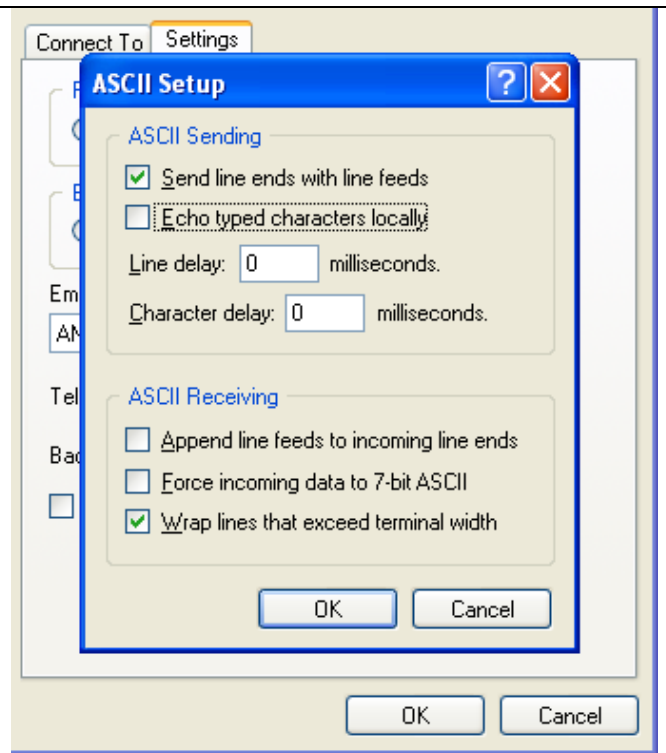 Connect To Settings
ASCII Setup
ASCII Sending
Send line ends with line feeds
Echo typed characters locally
Line delay: 0 milliseconds.
Character delay: 0 milliseconds.
ASCII Receiving
Append line feeds to incoming line ends
Force incoming data to 7-bit ASCII
Wrap lines that exceed terminal width
OK Cancel
Em
Tel
OK Cancel